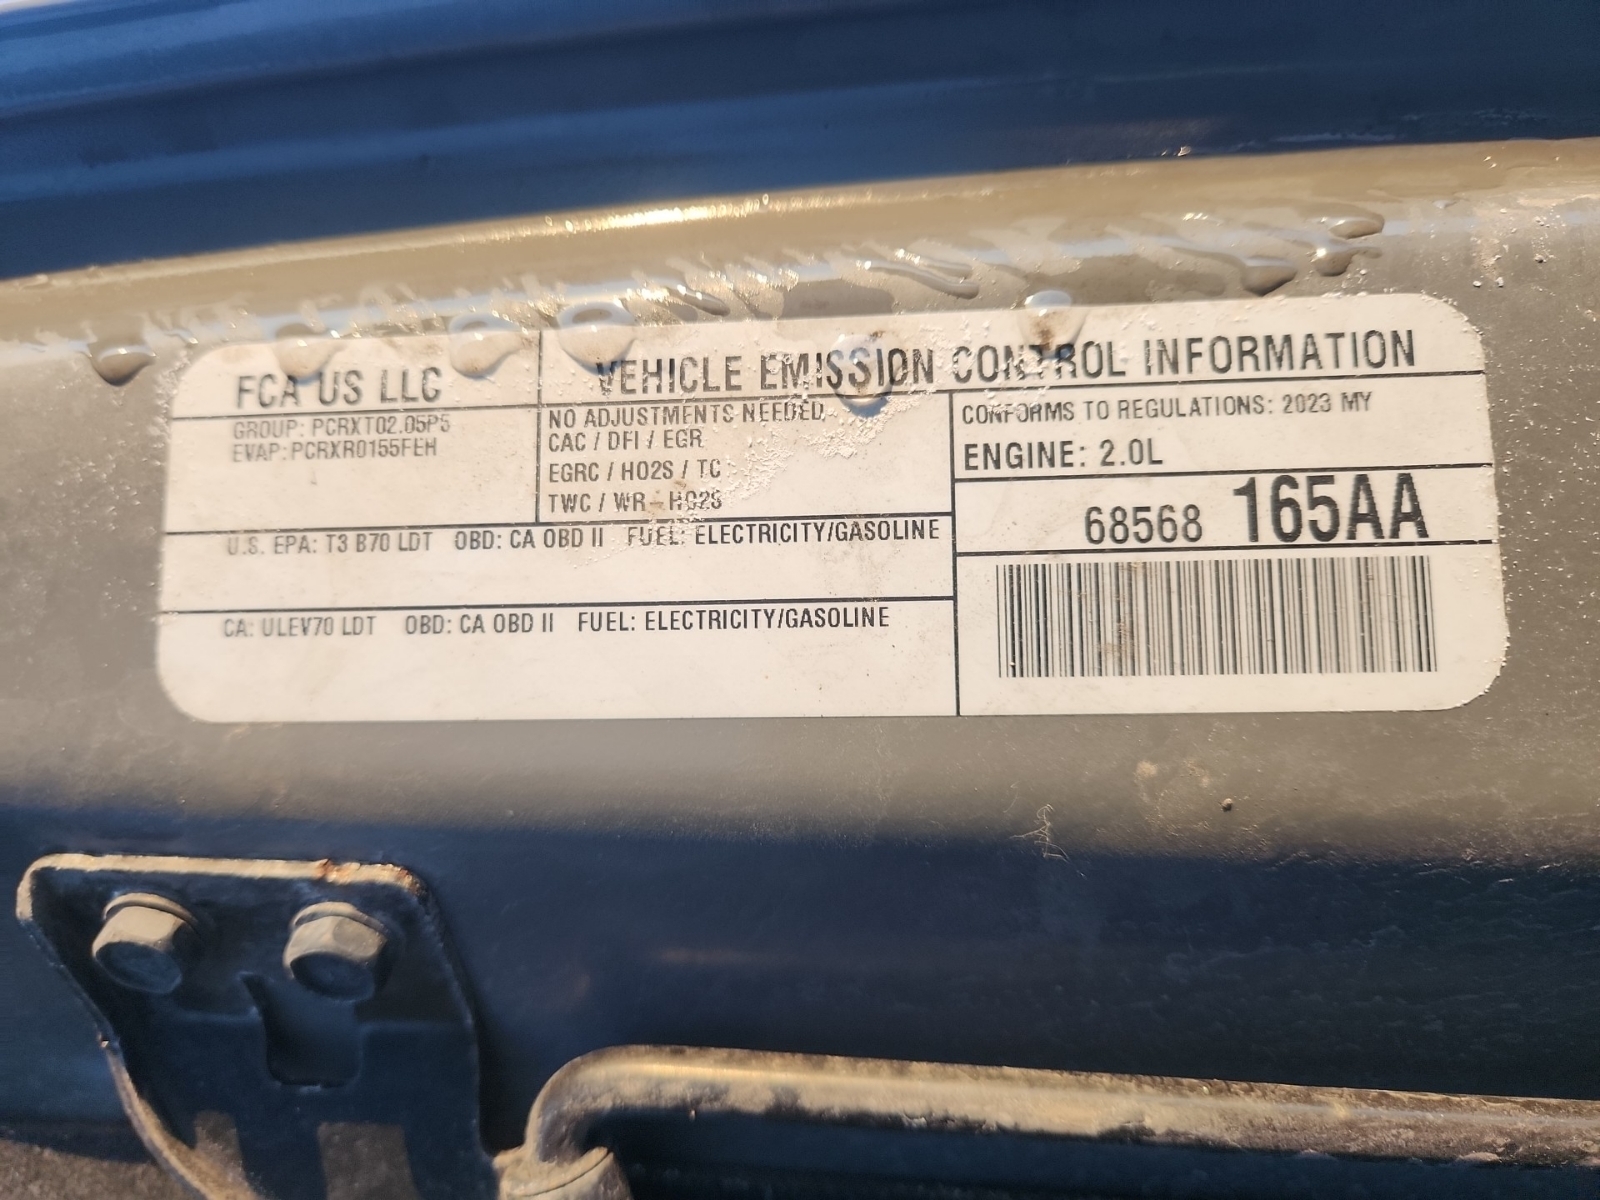 FCA US LLC
VEHICLE EMISSION CONTROL INFORMATION
GROUP: PCRXT02.05P5
EVAP: PCRXR0155FEH
NO ADJUSTMENTS NEEDED
CAC / DFI / EGR
EGRC / HO2S / TC
TWC / WR-HO2S
CONFORMS TO REGULATIONS: 2023 MY
ENGINE: 2.0L
68568 165AA
U.S. EPA: T3 B70 LDT OBD: CA OBD II FUEL: ELECTRICITY/GASOLINE
CA: ULEV70 LDT OBD: CA OBD II FUEL: ELECTRICITY/GASOLINE